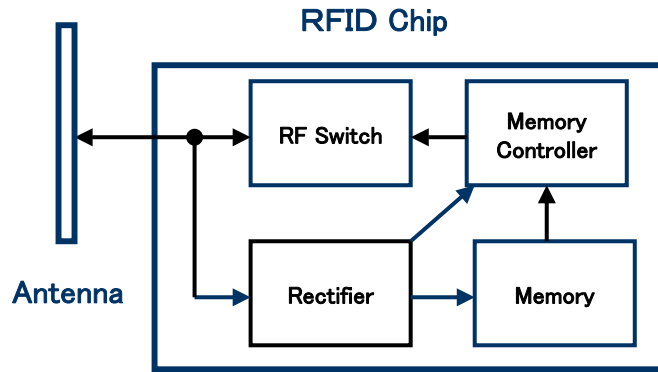 RFID Chip
RF Switch
Memory
Controller
Antenna
Rectifier
Memory